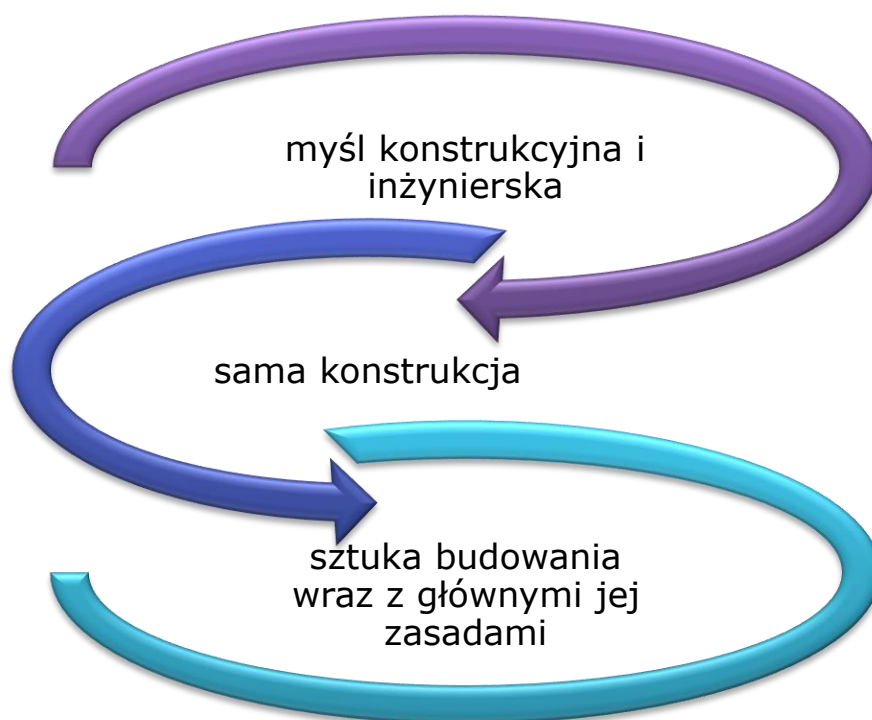 myśl konstrukcyjna i
inżynierska
sama konstrukcja
sztuka budowania
wraz z głównymi jej
zasadami